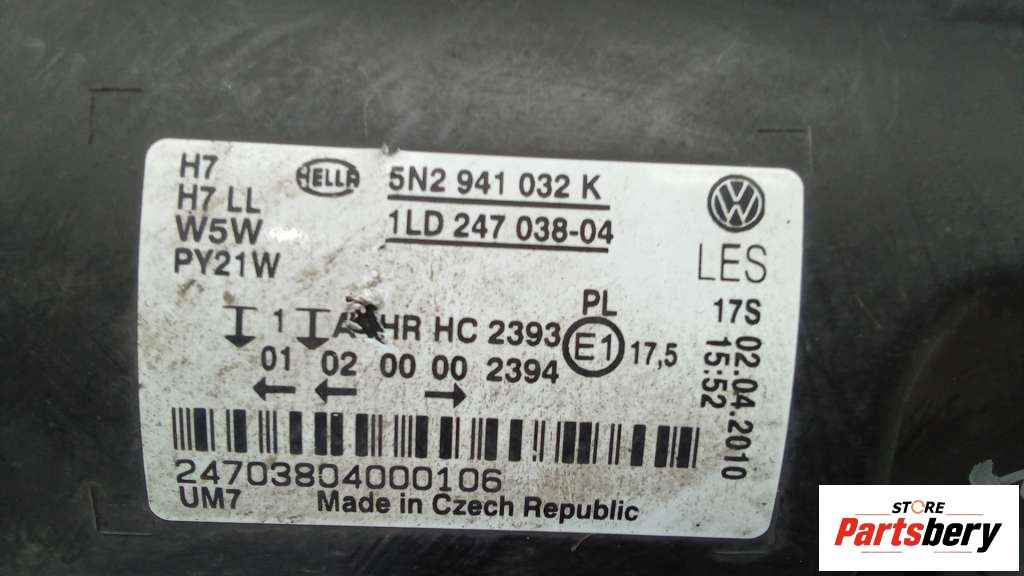 H7
H7 LL
W5W
PY21W
HELLA
5N2 941 032 K
1LD 247 038-04
LES
1 HR HC 2393
01 02 00 00 2394
PL
E1 17,5
17S 02.04.2010
15:52
24703804000106
UM7 Made in Czech Republic
STORE
Partsbery